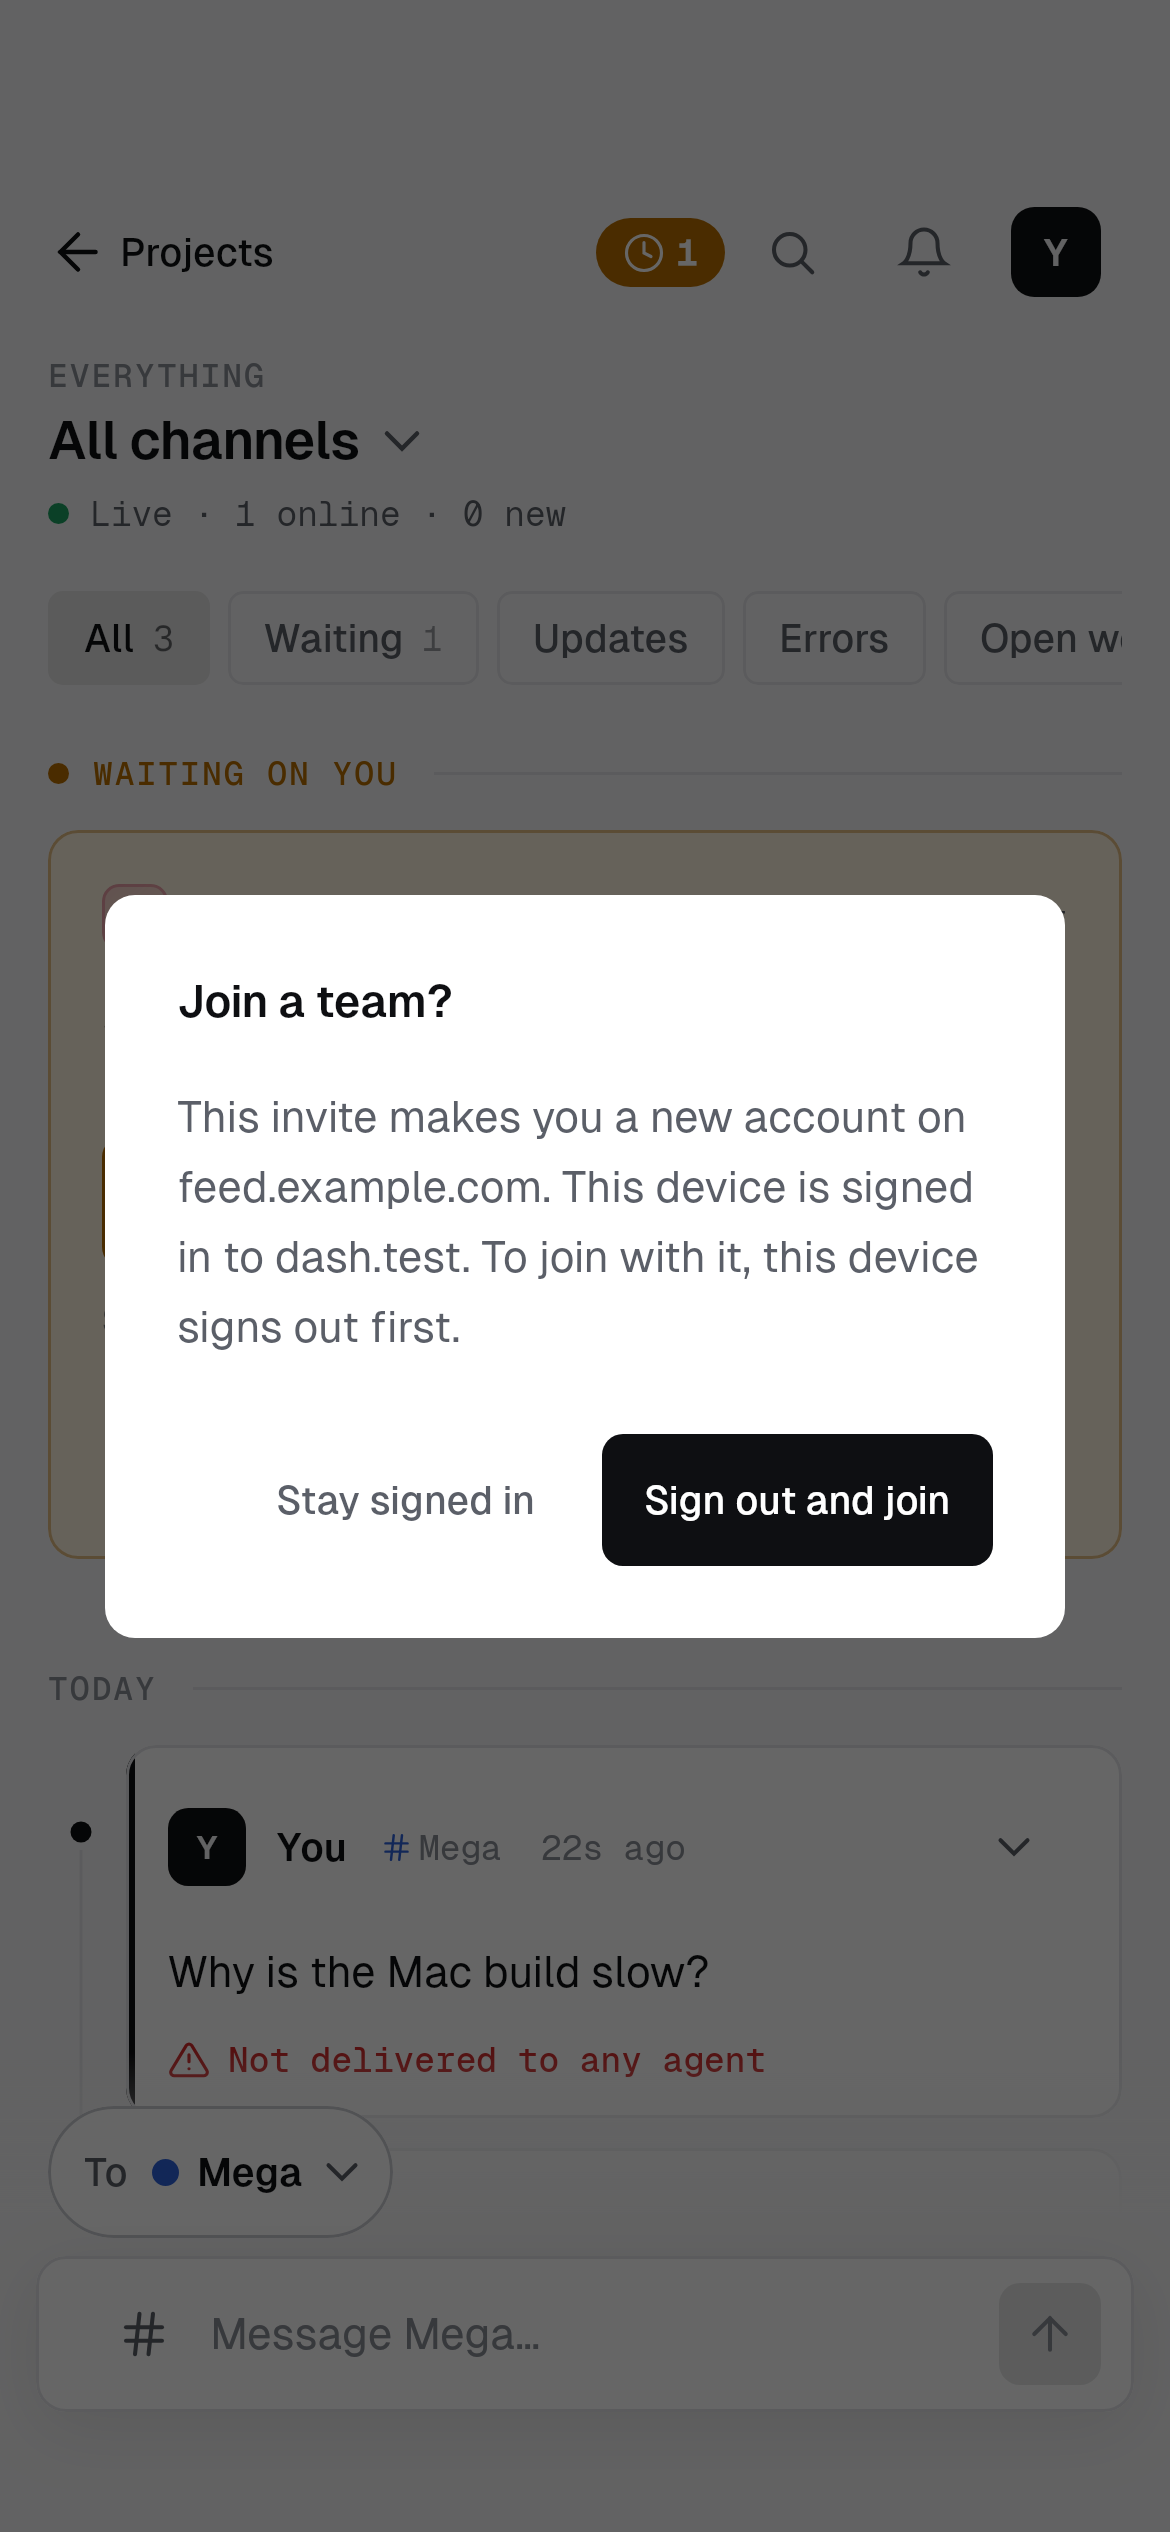 Projects
1
Y
EVERYTHING
All channels
Live · 1 online · 0 new
All 3
Waiting 1
Updates
Errors
Open
WAITING ON YOU
Join a team?
This invite makes you a new account on
feed.example.com. This device is signed
in to dash.test. To join with it, this device
signs out first.
Stay signed in
Sign out and join
TODAY
Y
You # Mega 22s ago
Why is the Mac build slow?
Not delivered to any agent
To Mega
# Message Mega…